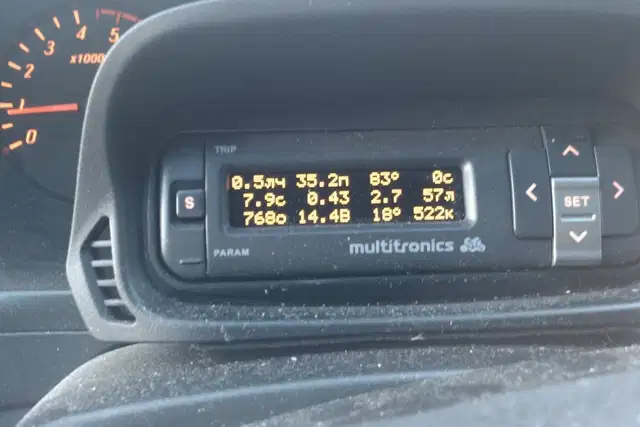 5
4
3
x1000
2
1
0
TRIP
0.5лч 35.2п 83° 0с
7.9с 0.43 2.7 57л
768о 14.4В 18° 522к
S
SET
PARAM
multitronics